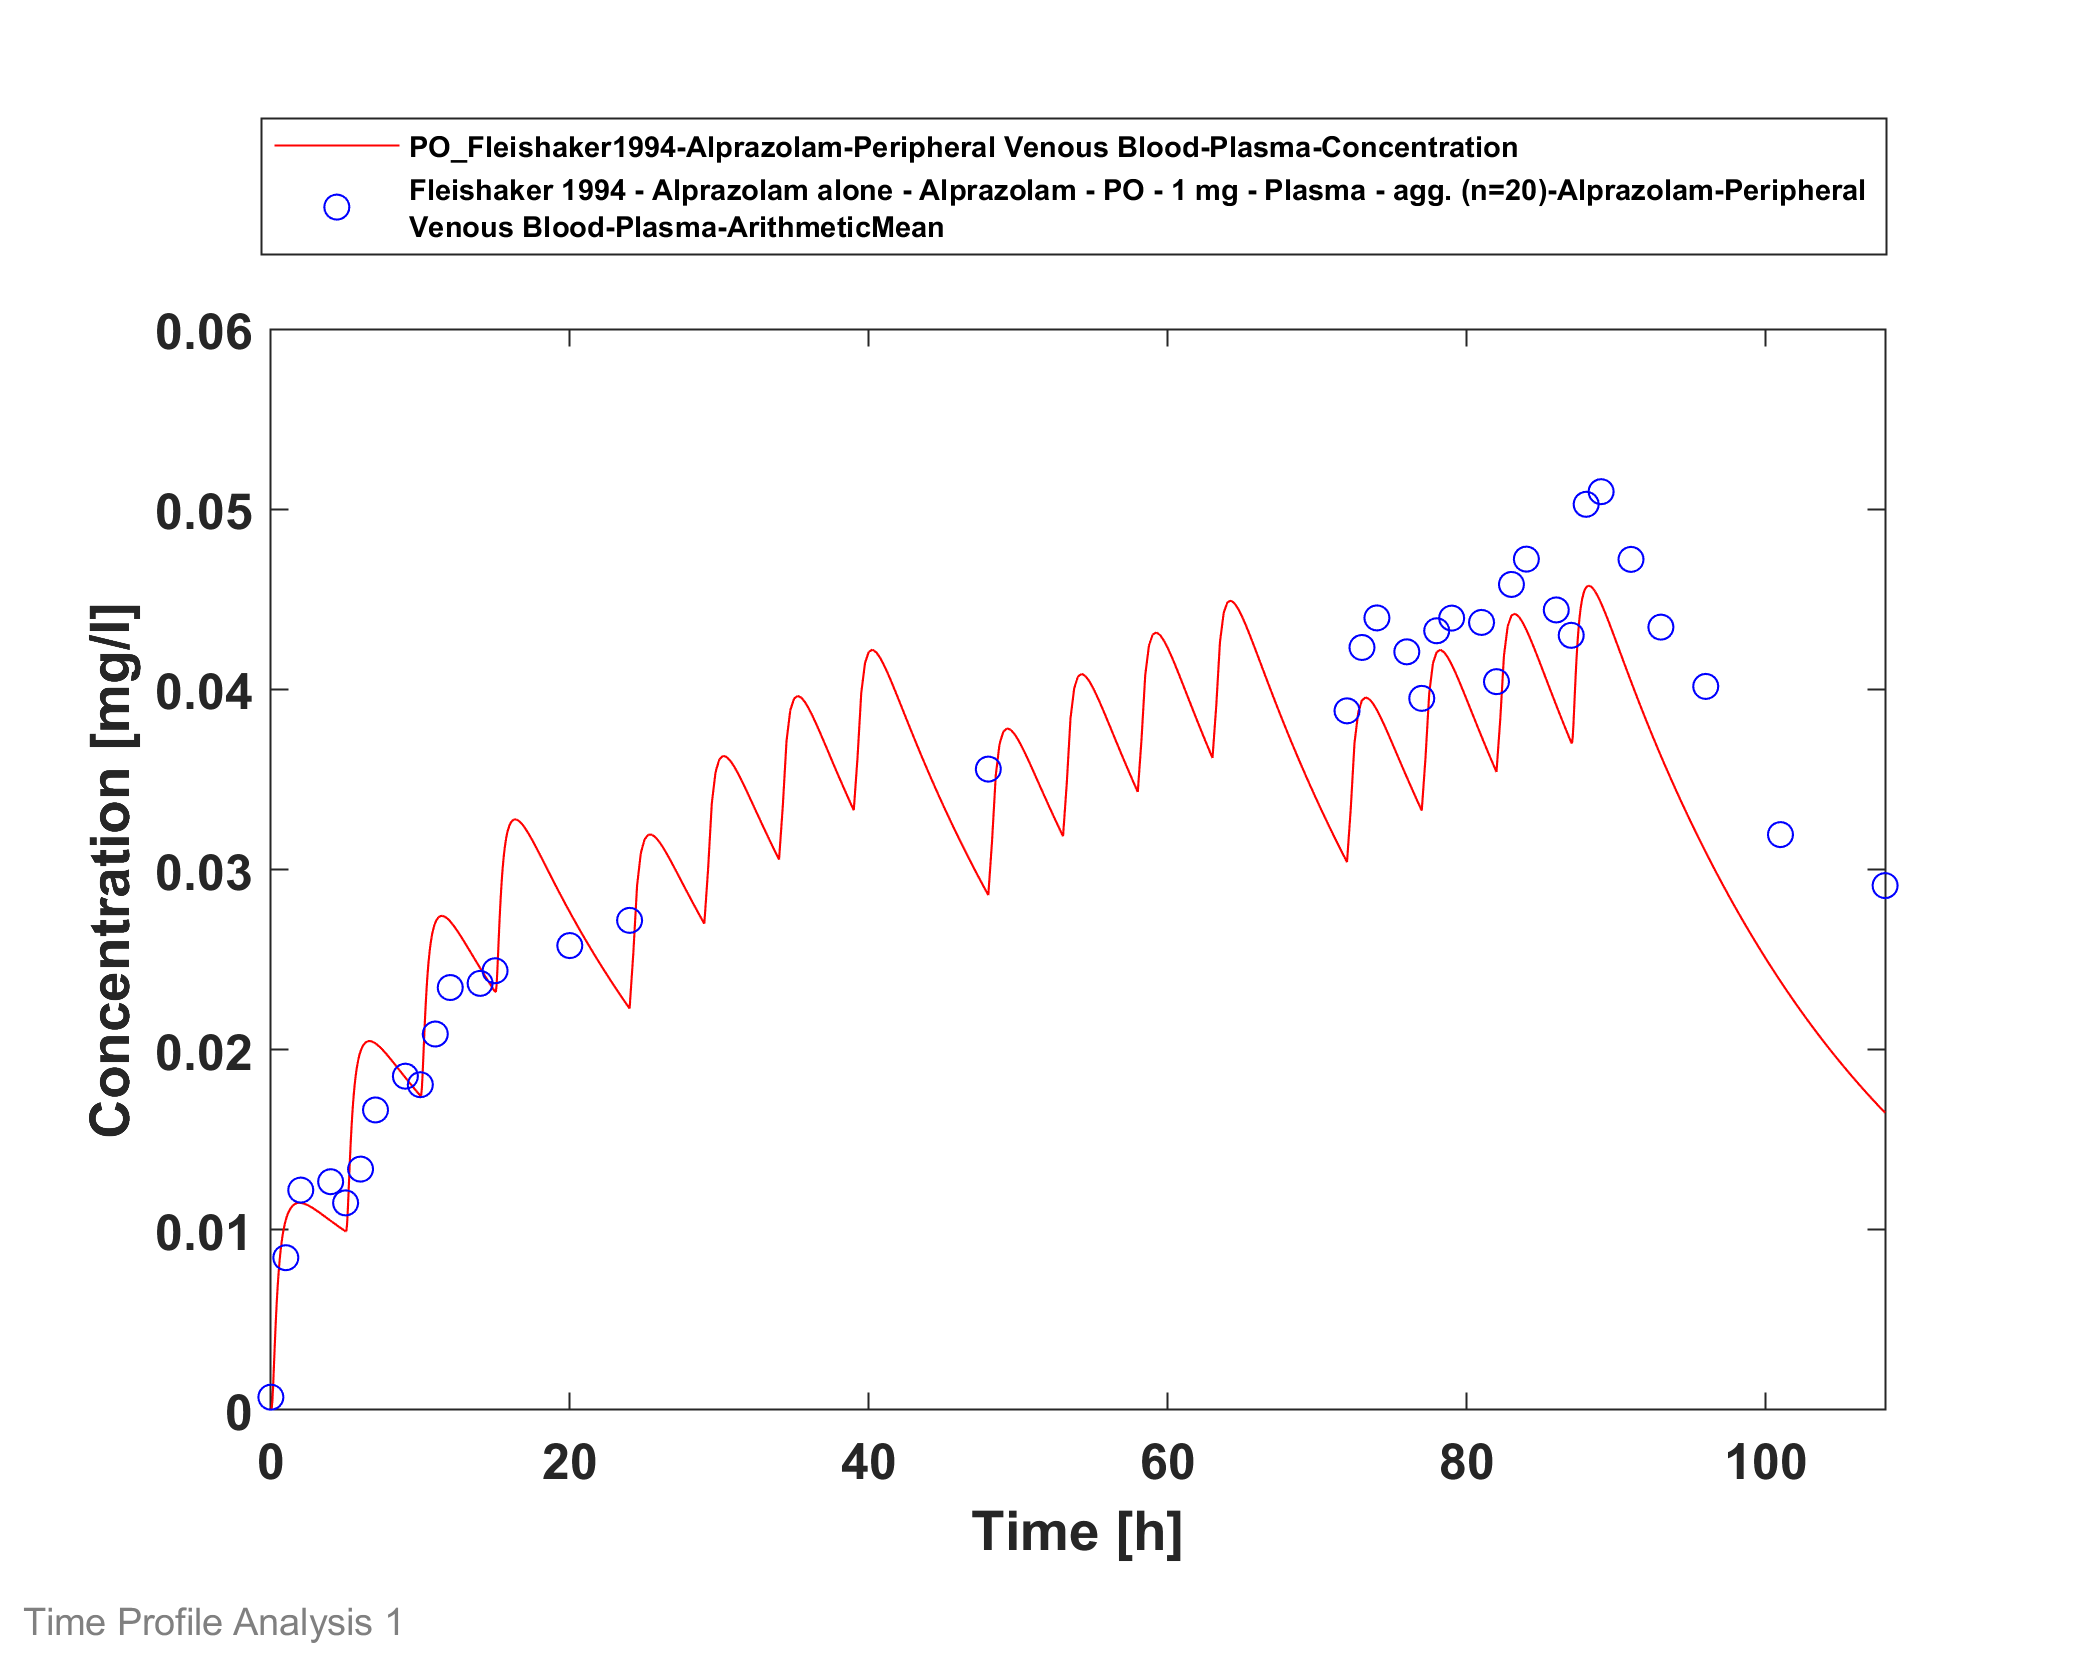 PO_Fleishaker1994-Alprazolam-Peripheral Venous Blood-Plasma-Concentration
Fleishaker 1994 - Alprazolam alone - Alprazolam - PO - 1 mg - Plasma - agg. (n=20)-Alprazolam-Peripheral
Venous Blood-Plasma-ArithmeticMean
0.06
0.05
0.04
0.03
0.02
0.01
0
Concentration [mg/l]
0 20 40 60 80 100
Time [h]
Time Profile Analysis 1